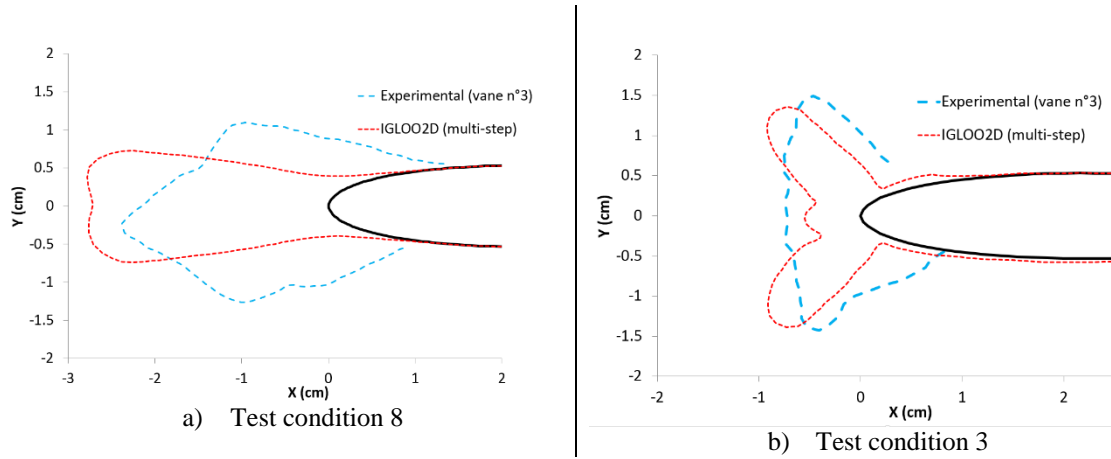 2
1.5
1
0.5
0
-0.5
-1
-1.5
-2
Y (cm)
Experimental (vane n°3)
IGLOO2D (multi-step)
-3 -2 -1 0 1 2
X (cm)
a) Test condition 8
2
1.5
1
0.5
0
-0.5
-1
-1.5
-2
Y (cm)
Experimental (vane n°3)
IGLOO2D (multi-step)
-2 -1 0 1 2
X (cm)
b) Test condition 3